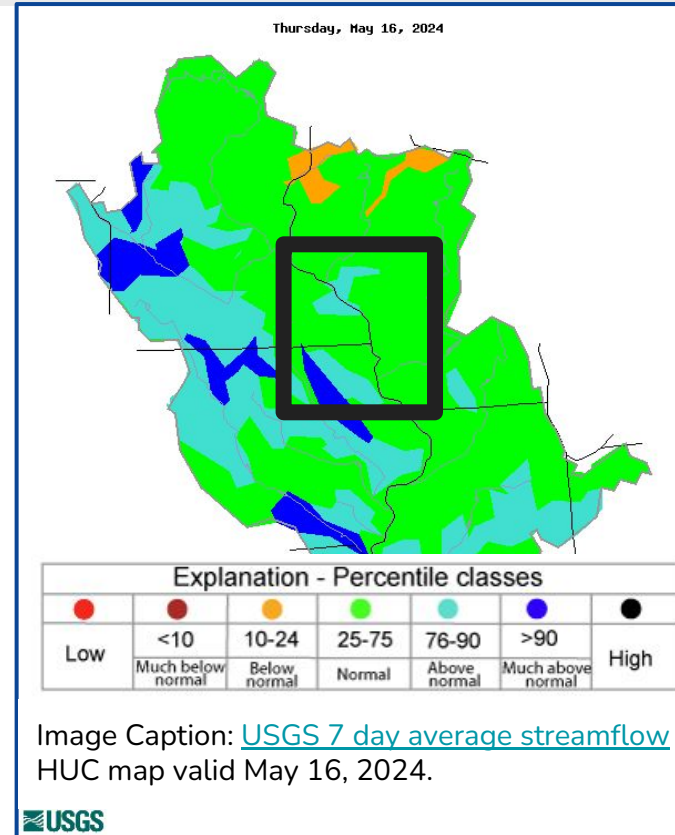 Thursday, May 16, 2024
Explanation - Percentile classes
Low <10 10-24 25-75 76-90 >90 High
Much below normal Below normal Normal Above normal Much above normal
Image Caption: USGS 7 day average streamflow
HUC map valid May 16, 2024.
USGS